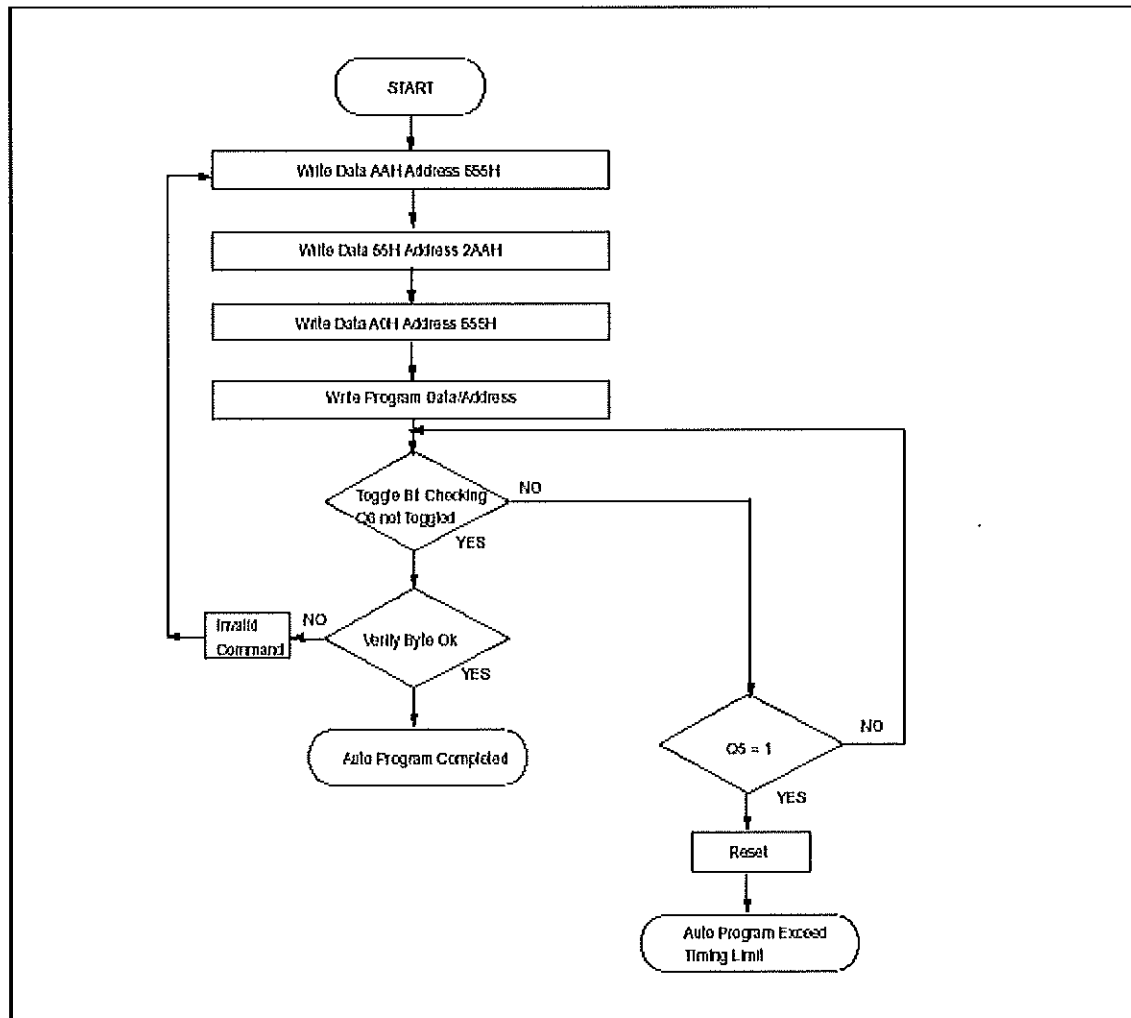 START
Write Data AAH Address 555H
Write Data 55H Address 2AAH
Write Data A0H Address 555H
Write Program Data/Address
Toggle Bit Checking
Q6 not Toggled
NO
YES
Invalid
Command
NO
Verify Byte Ok
YES
Auto Program Completed
Q5 = 1
NO
YES
Reset
Auto Program Exceed
Timing Limit